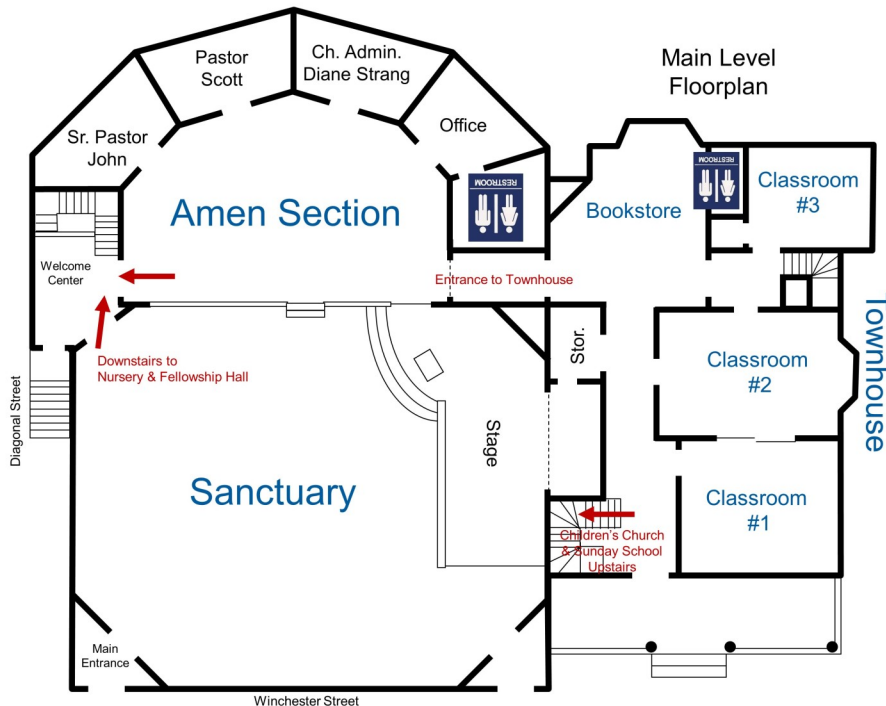 Main Level
Floorplan
Pastor
Scott
Ch. Admin.
Diane Strang
Sr. Pastor
John
Office
RESTROOM
RESTROOM
Classroom
#3
Amen Section
Bookstore
Welcome
Center
Entrance to Townhouse
Downstairs to
Nursery & Fellowship Hall
Stor.
Classroom
#2
Townhouse
Diagonal Street
Stage
Sanctuary
Classroom
#1
Children's Church
& Sunday School
Upstairs
Main
Entrance
Winchester Street